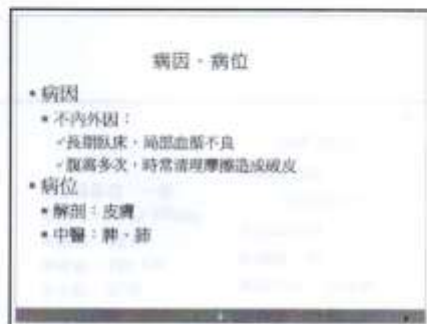 病因、病位
• 病因
• 不內外因：
✓長期臥床、局部血循不良
✓腹瀉多次，時常清理摩擦造成破皮
• 病位
• 解剖：皮膚
• 中醫：脾、肺